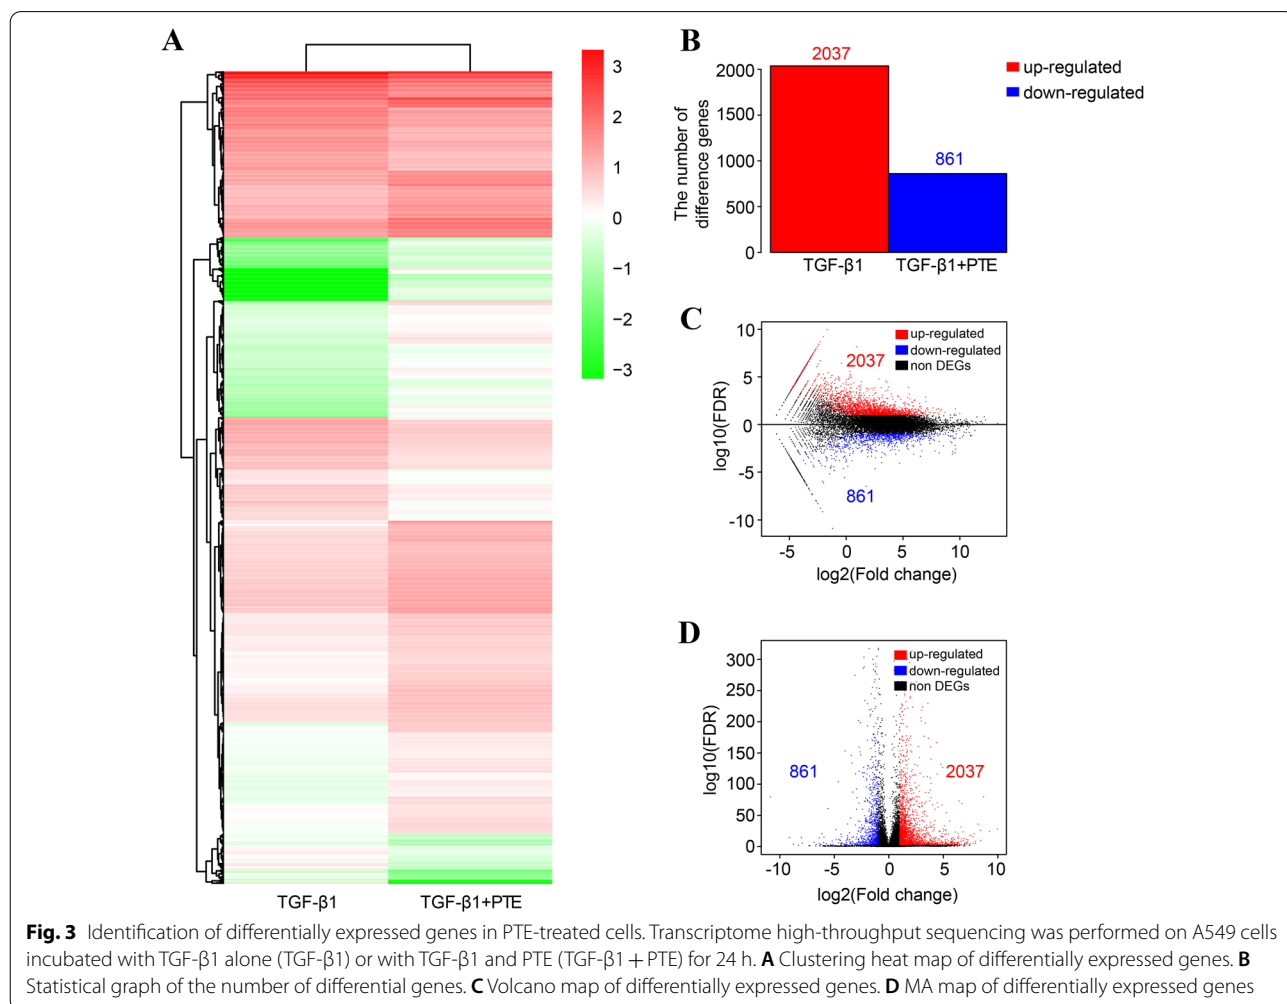 A
3
2
1
0
−1
−2
−3
TGF-β1
TGF-β1+PTE
B
2037
861
up-regulated
down-regulated
The number of
difference genes
2000
1500
1000
500
0
TGF-β1
TGF-β1+PTE
C
up-regulated
down-regulated
non DEGs
2037
861
log10(FDR)
10
5
0
-5
-10
-5
0
5
10
log2(Fold change)
D
up-regulated
down-regulated
non DEGs
861
2037
log10(FDR)
300
250
200
150
100
50
0
-10
-5
0
5
10
log2(Fold change)
Fig. 3 Identification of differentially expressed genes in PTE-treated cells. Transcriptome high-throughput sequencing was performed on A549 cells
incubated with TGF-β1 alone (TGF-β1) or with TGF-β1 and PTE (TGF-β1 + PTE) for 24 h. A Clustering heat map of differentially expressed genes. B
Statistical graph of the number of differential genes. C Volcano map of differentially expressed genes. D MA map of differentially expressed genes